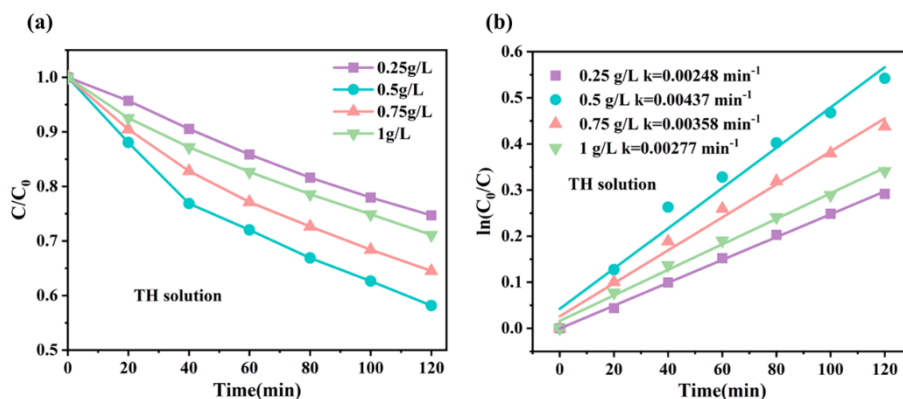 (a)
C/C₀
1.0
0.9
0.8
0.7
0.6
0.5
0.25g/L
0.5g/L
0.75g/L
1g/L
TH solution
0 20 40 60 80 100 120
Time(min)
(b)
ln(C₀/C)
0.6
0.5
0.4
0.3
0.2
0.1
0.0
0.25 g/L k=0.00248 min⁻¹
0.5 g/L k=0.00437 min⁻¹
0.75 g/L k=0.00358 min⁻¹
1 g/L k=0.00277 min⁻¹
TH solution
0 20 40 60 80 100 120
Time(min)